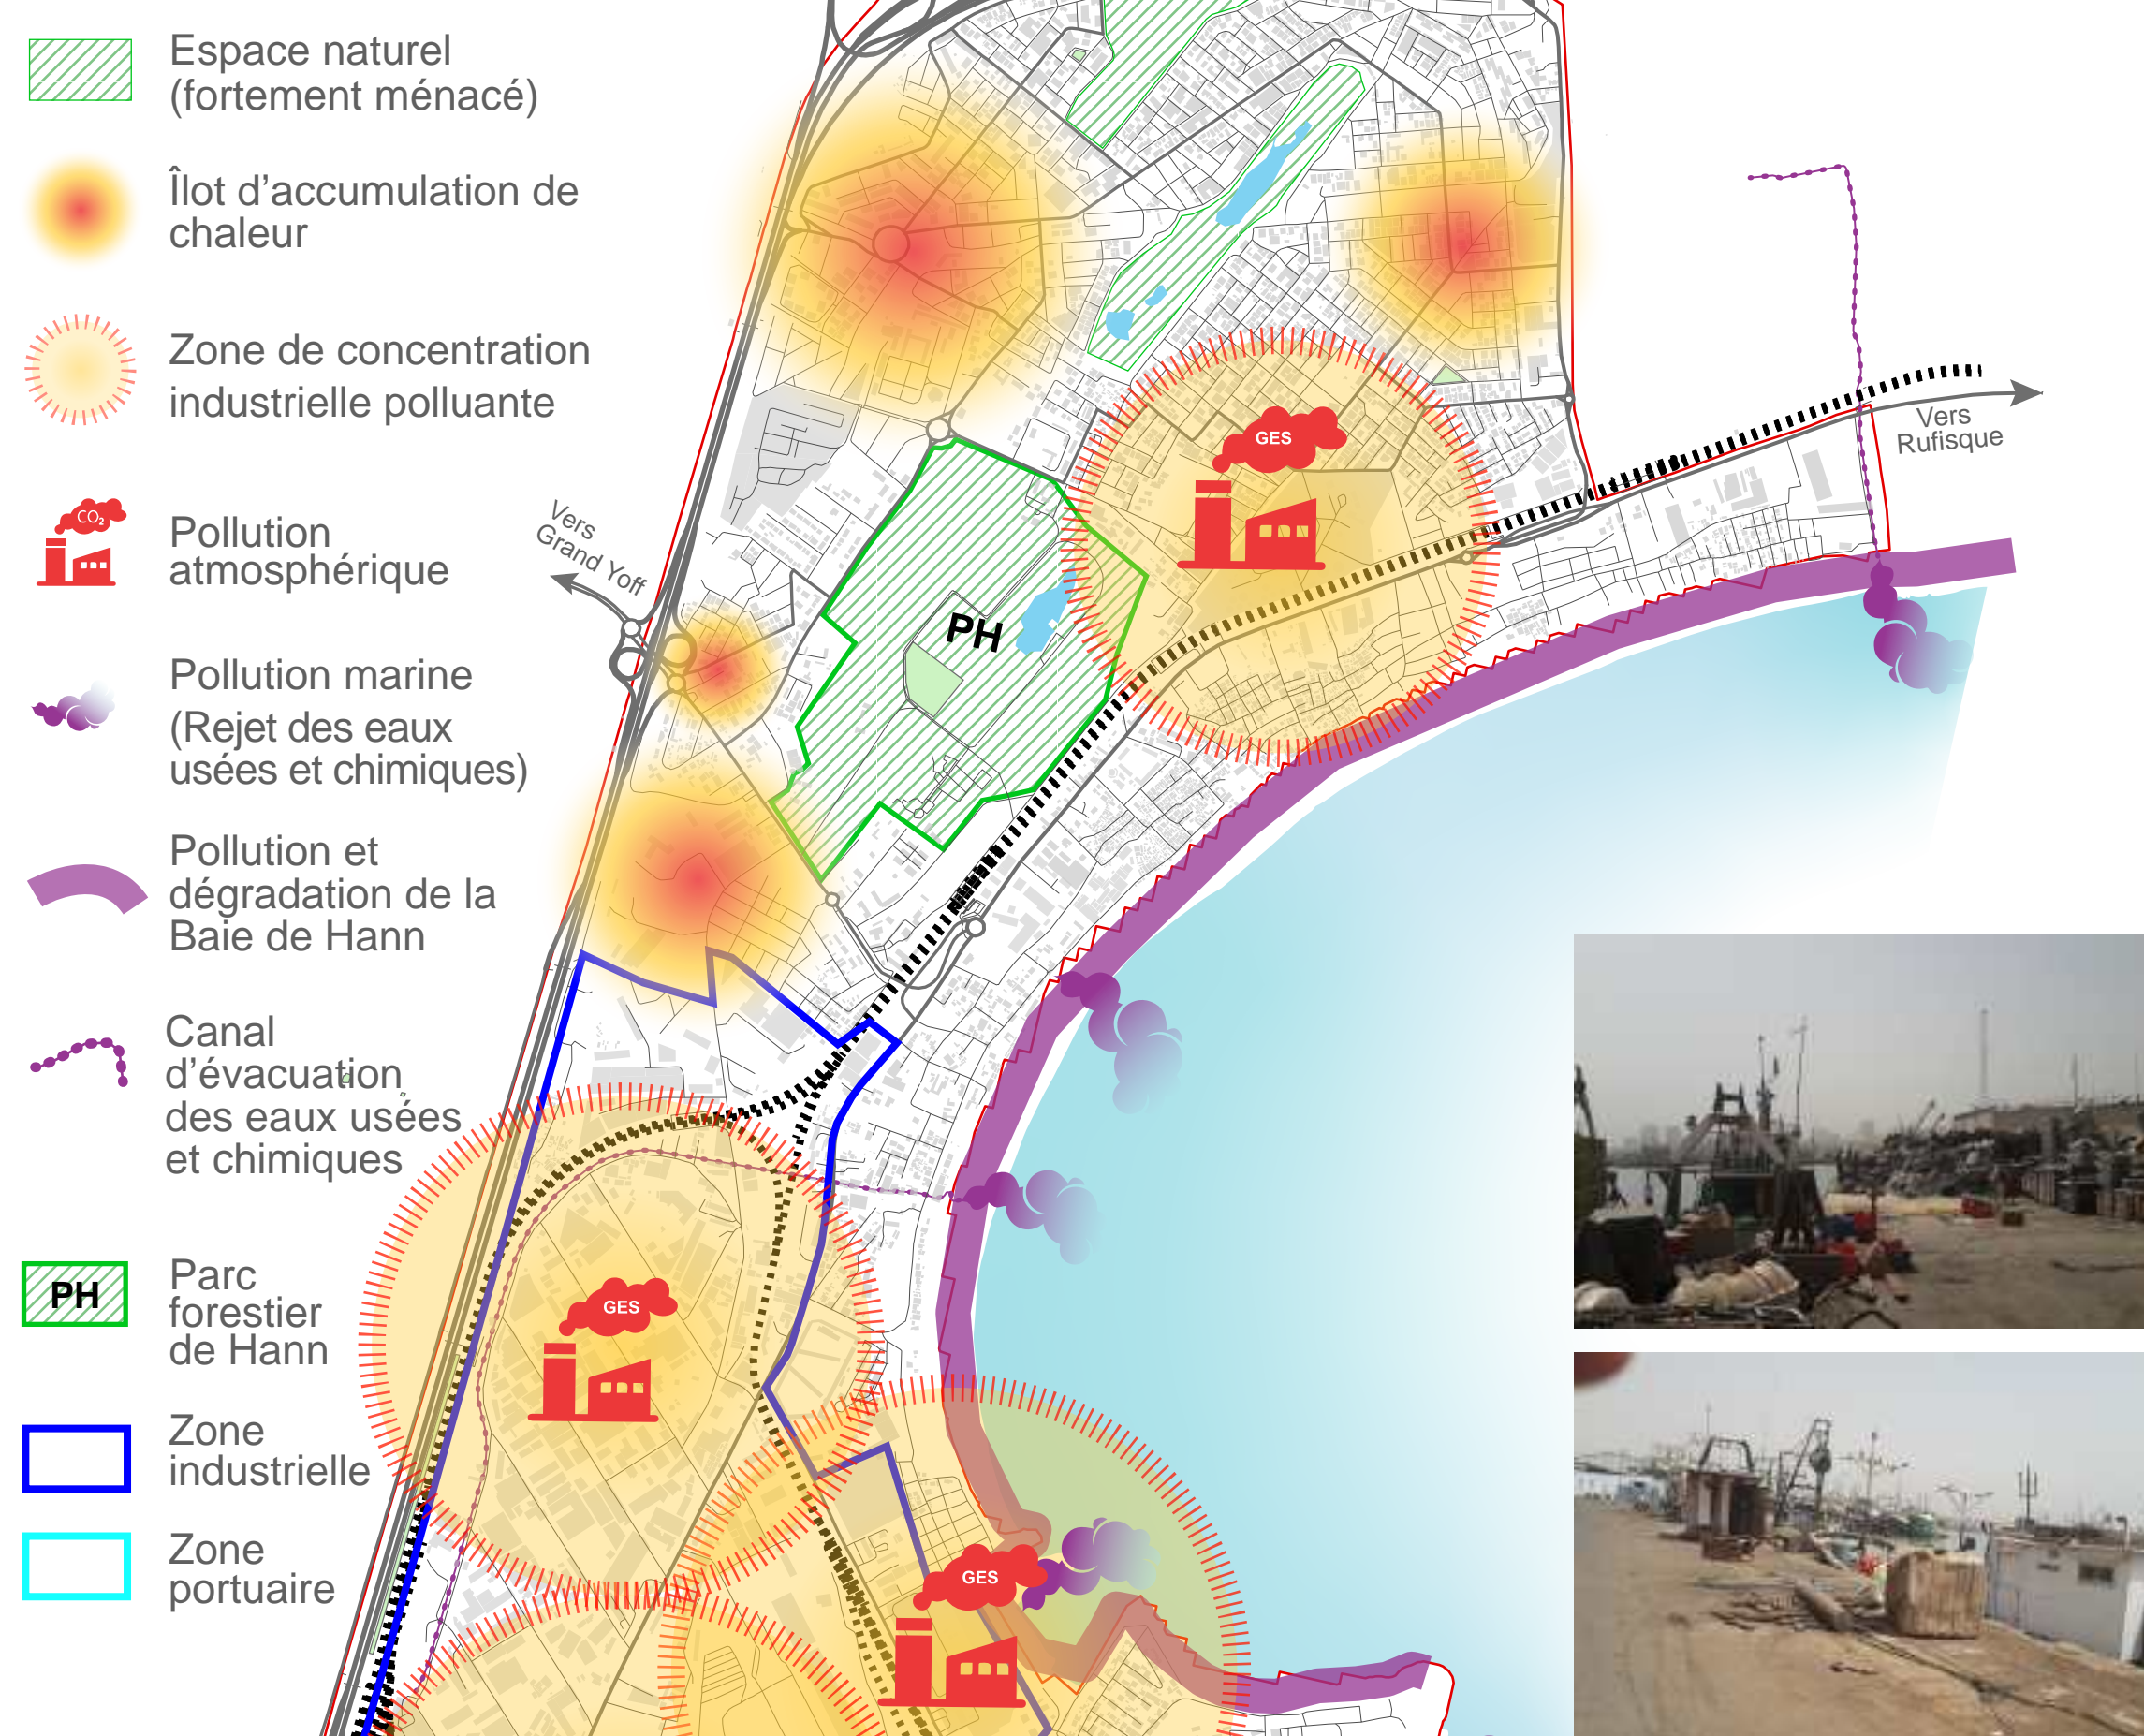 Espace naturel
(fortement ménacé)
Îlot d'accumulation de
chaleur
Zone de concentration
industrielle polluante
CO₂
Pollution
atmosphérique
Pollution marine
(Rejet des eaux
usées et chimiques)
Pollution et
dégradation de la
Baie de Hann
Canal
d'évacuation
des eaux usées
et chimiques
PH
Parc
forestier
de Hann
Zone
industrielle
Zone
portuaire
Vers
Grand Yoff
PH
GES
Vers
Rufisque
GES
GES